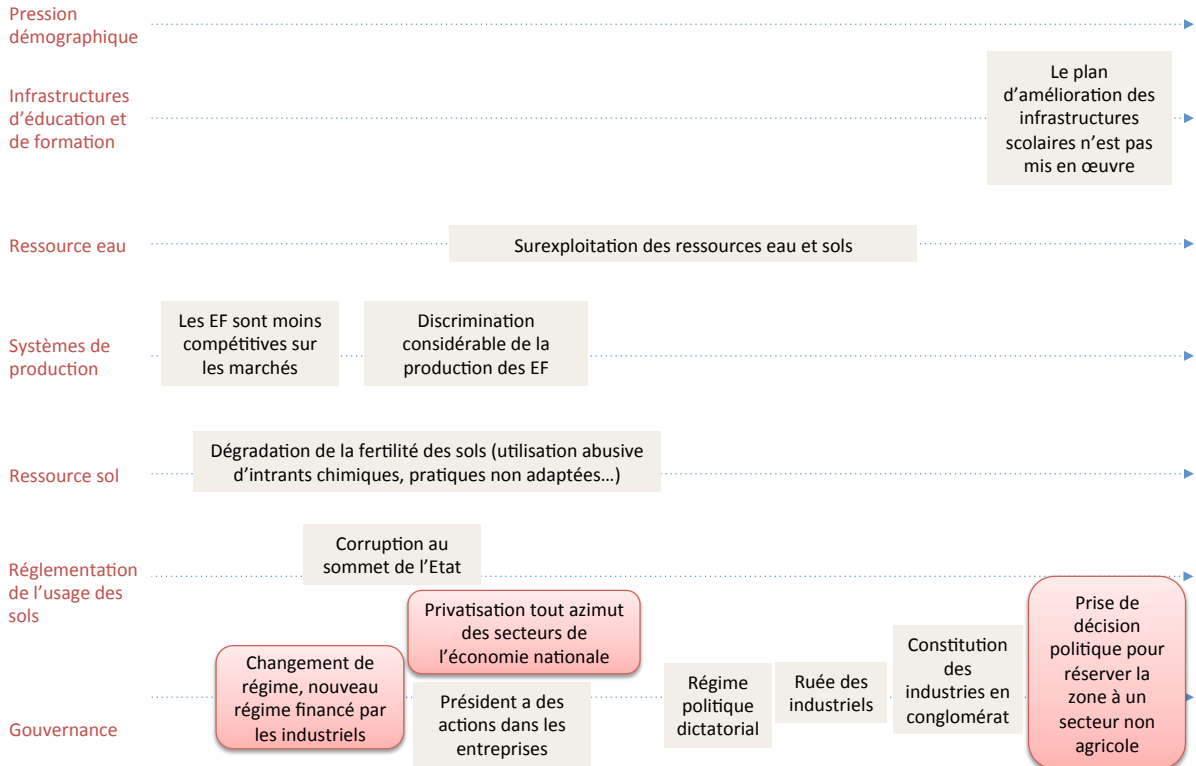 Pression
démographique
Infrastructures
d'éducation et
de formation
Le plan
d'amélioration des
infrastructures
scolaires n'est pas
mis en œuvre
Ressource eau
Surexploitation des ressources eau et sols
Systèmes de
production
Les EF sont moins
compétitives sur
les marchés
Discrimination
considérable de la
production des EF
Ressource sol
Dégradation de la fertilité des sols (utilisation abusive
d'intrants chimiques, pratiques non adaptées…)
Réglementation
de l'usage des
sols
Corruption au
sommet de l'Etat
Privatisation tout azimut
des secteurs de
l'économie nationale
Gouvernance
Changement de
régime, nouveau
régime financé par
les industriels
Président a des
actions dans les
entreprises
Régime
politique
dictatorial
Ruée des
industriels
Constitution
des
industries en
conglomérat
Prise de
décision
politique pour
réserver la
zone à un
secteur non
agricole